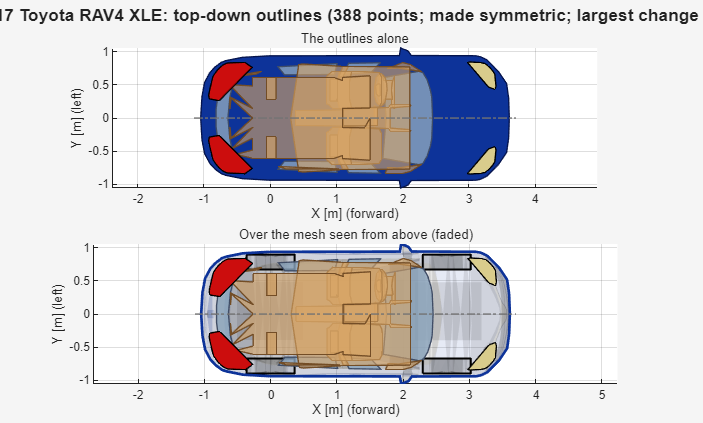 17 Toyota RAV4 XLE: top-down outlines (388 points; made symmetric; largest change
The outlines alone
1
0.5
0
-0.5
-1
Y [m] (left)
-2 -1 0 1 2 3 4
X [m] (forward)
Over the mesh seen from above (faded)
1
0.5
0
-0.5
-1
Y [m] (left)
-2 -1 0 1 2 3 4 5
X [m] (forward)